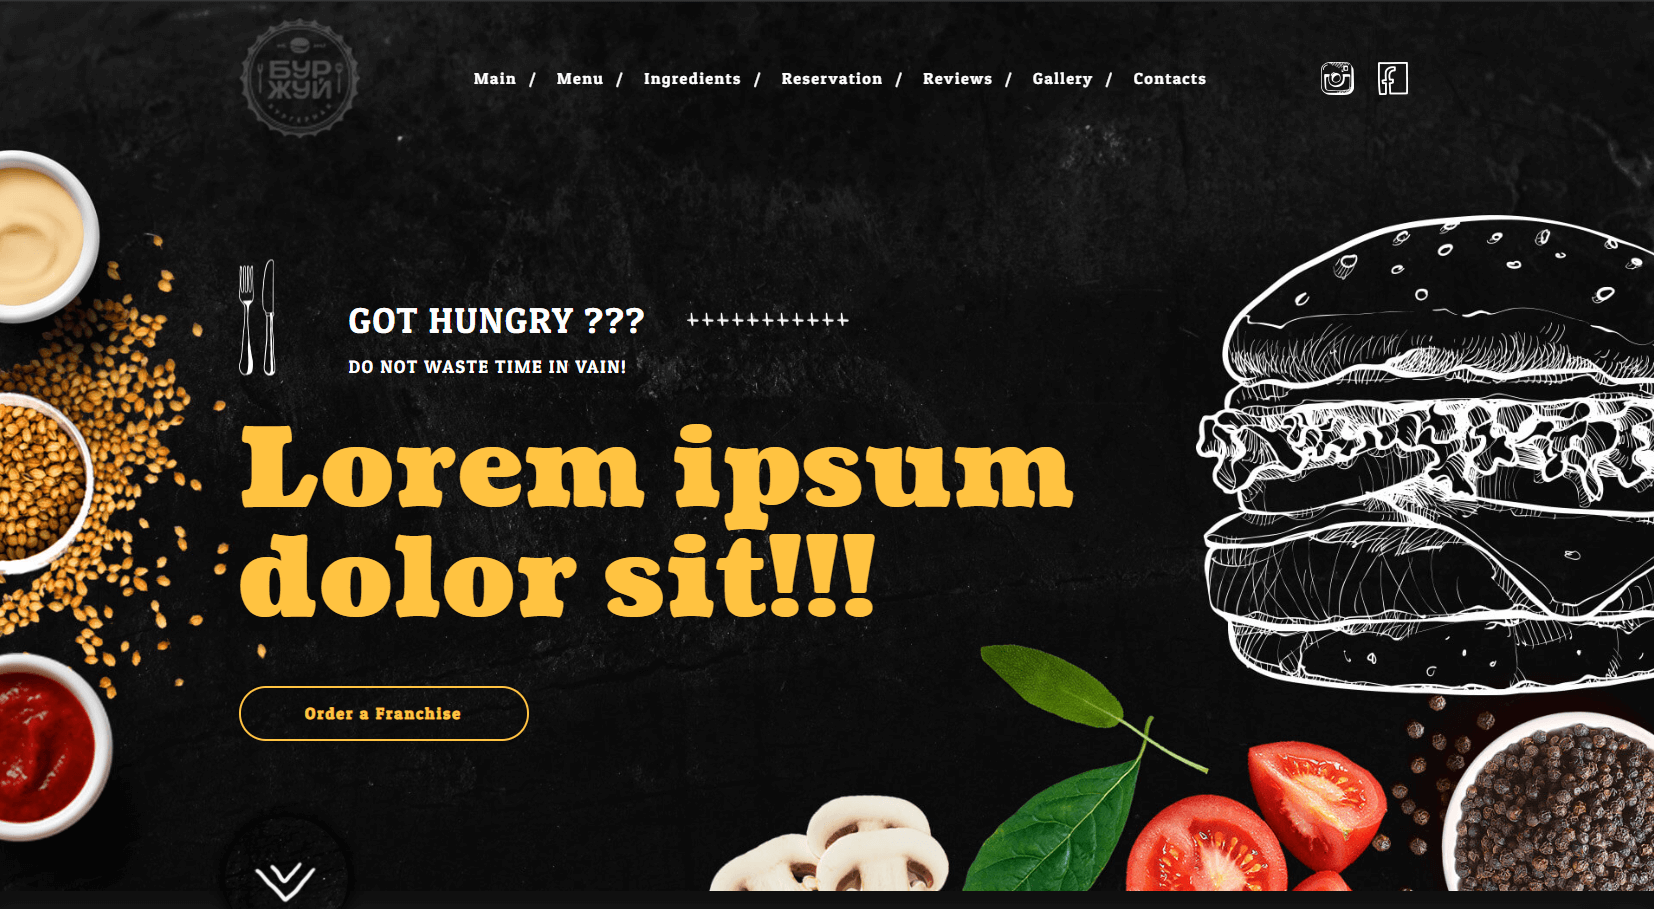 БУР
ЖУЙ
Main / Menu / Ingredients / Reservation / Reviews / Gallery / Contacts
GOT HUNGRY ??? +++++++++++
DO NOT WASTE TIME IN VAIN!
Lorem ipsum
dolor sit!!!
Order a Franchise